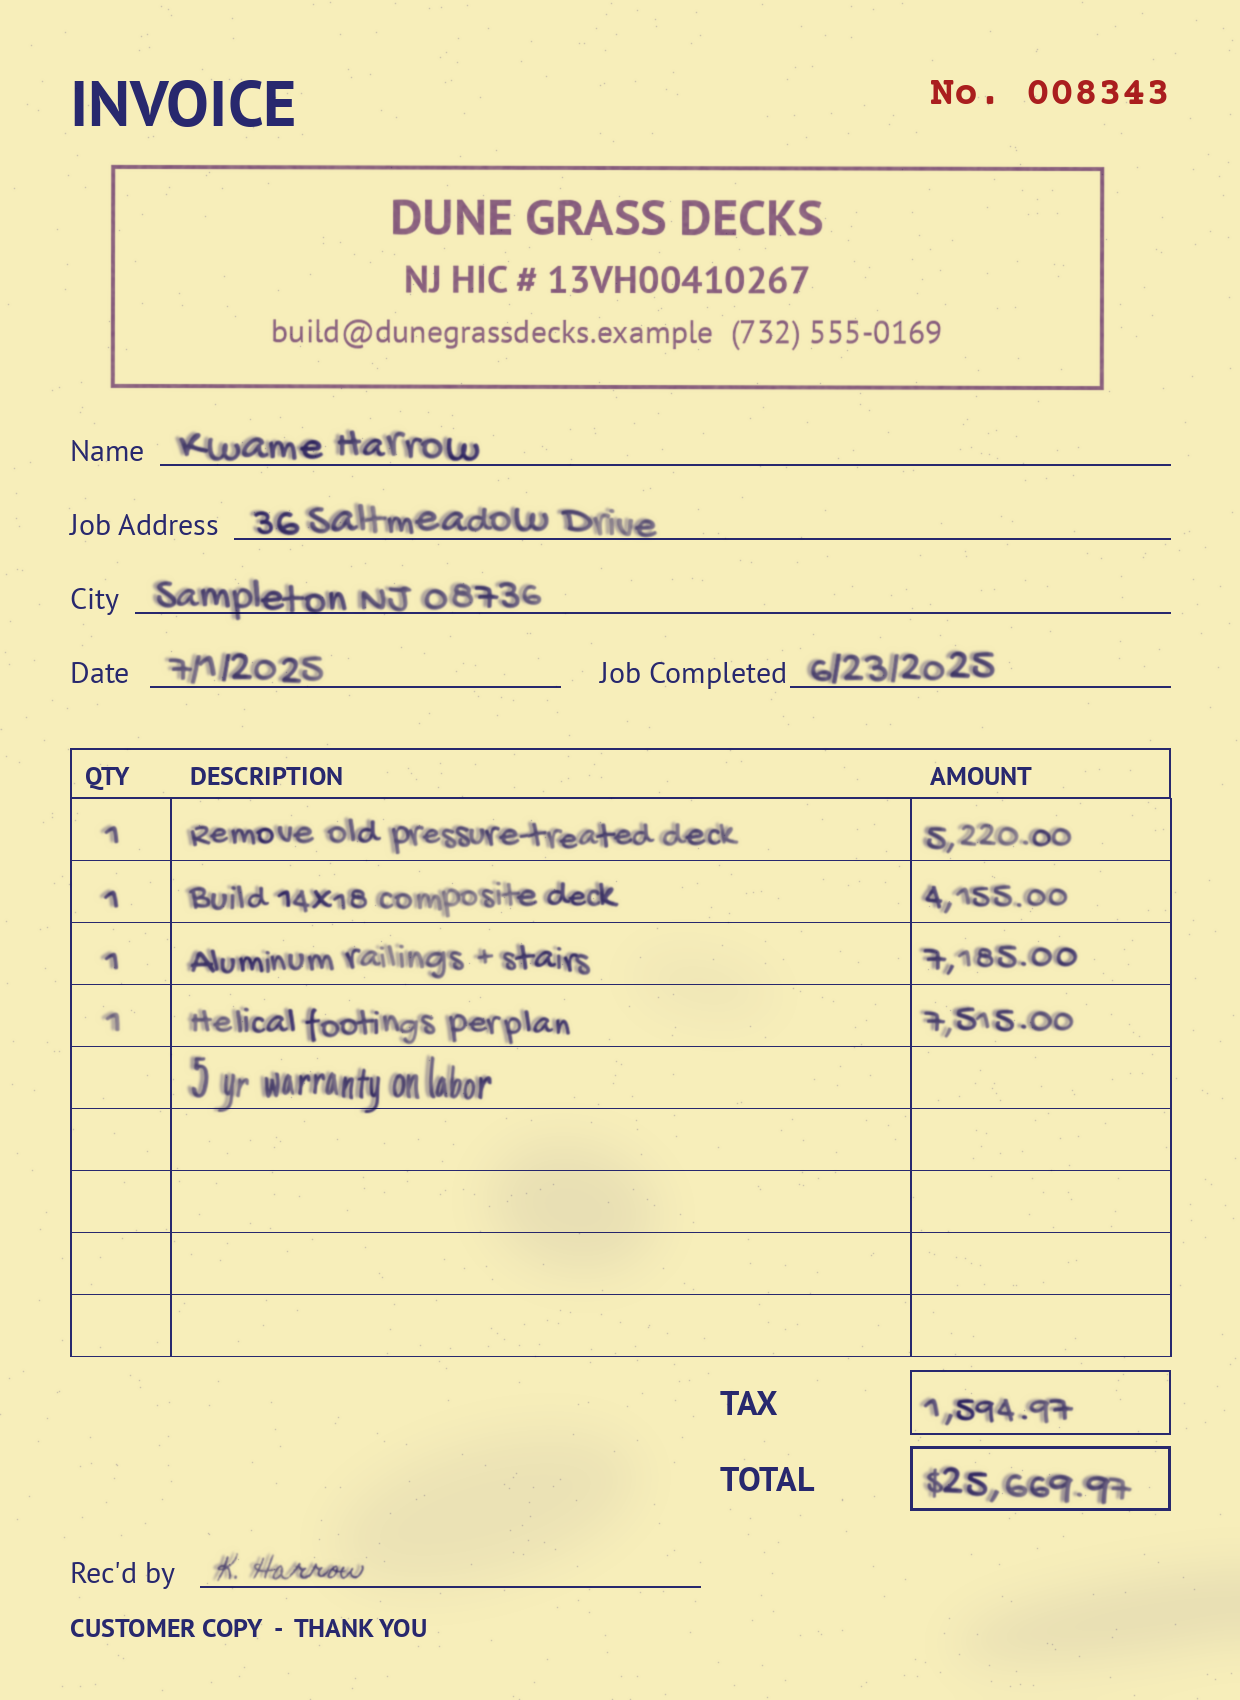 INVOICE
No. 008343
DUNE GRASS DECKS
NJ HIC # 13VH00410267
build@dunegrassdecks.example (732) 555-0169
Name Kwame Harrow
Job Address 36 Saltmeadow Drive
City Sampleton NJ 08736
Date 7/1/2025 Job Completed 6/23/2025
QTY DESCRIPTION AMOUNT
1 Remove old pressure-treated deck 5,220.00
1 Build 14x18 composite deck 4,155.00
1 Aluminum railings + stairs 7,185.00
1 Helical footings per plan 7,515.00
5 yr warranty on labor
TAX 1,594.97
TOTAL $25,669.97
Rec'd by K. Harrow
CUSTOMER COPY - THANK YOU